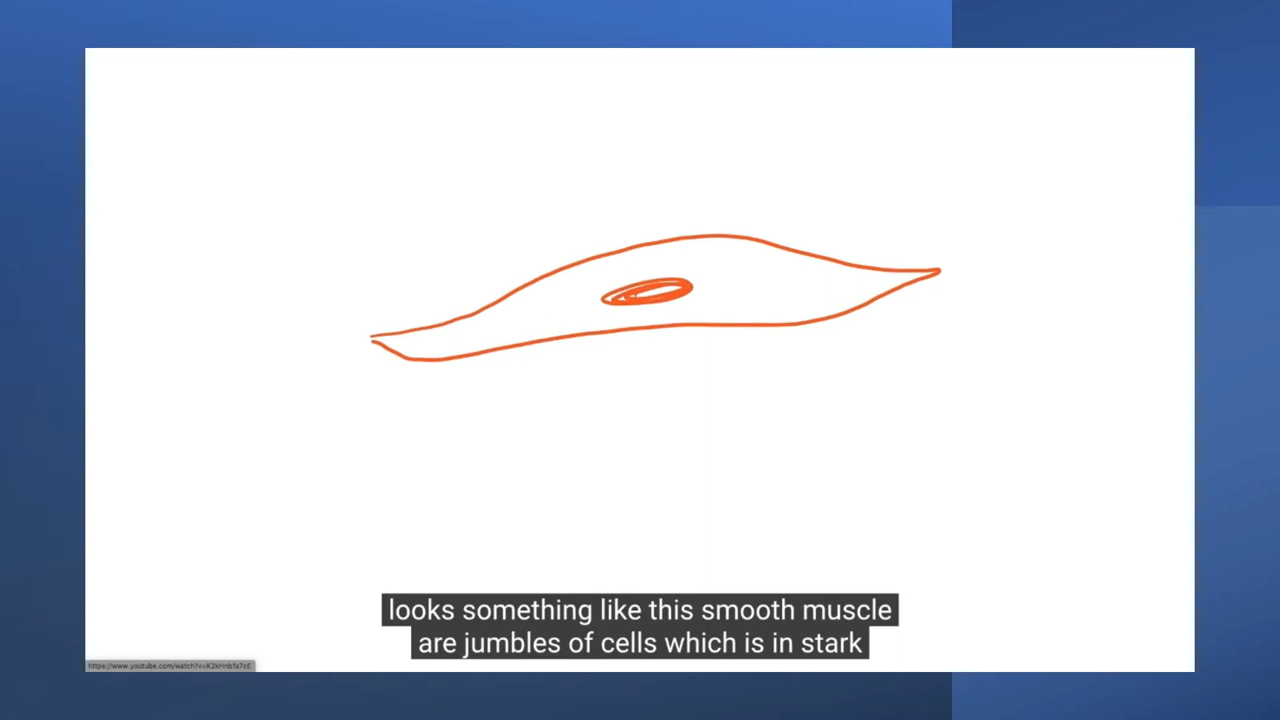 looks something like this smooth muscle
are jumbles of cells which is in stark